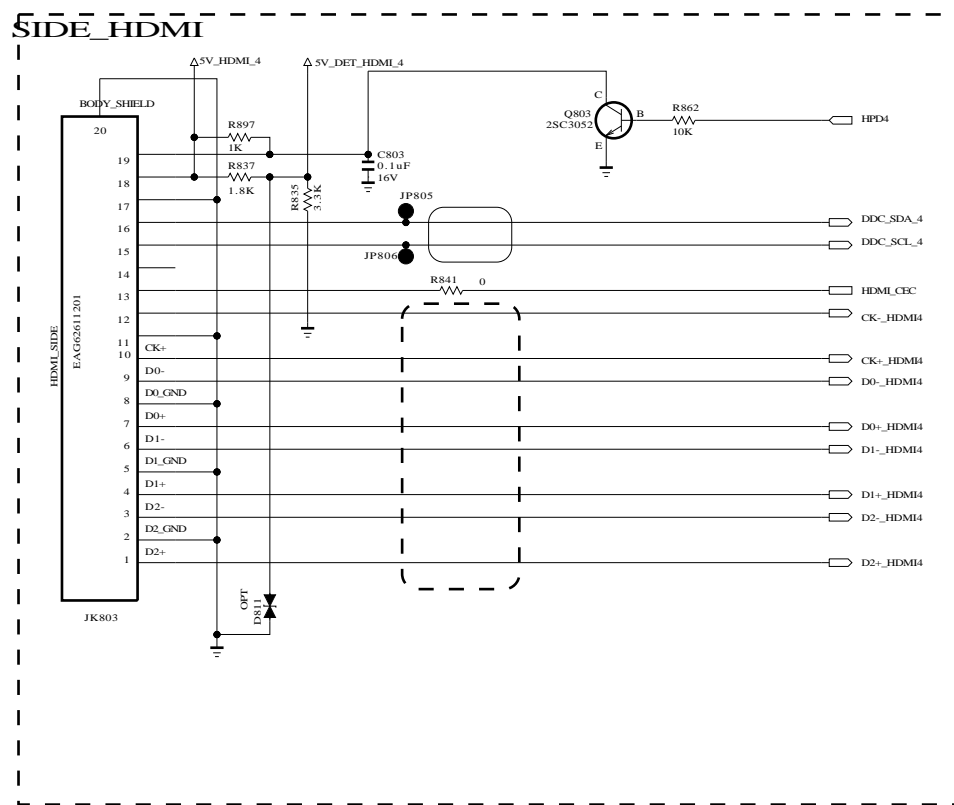 SIDE_HDMI
5V_HDMI_4
5V_DET_HDMI_4
BODY_SHIELD
20
R897
1K
C
Q803
2SC3052
B
E
R862
10K
HPD4
19
C803
0.1uF
16V
R837
1.8K
18
R835
3.3K
17
JP805
16
DDC_SDA_4
15
DDC_SCL_4
JP806
14
R841
0
13
HDMI_CEC
12
CK-_HDMI4
HDMI_SIDE
EAG62611201
11
CK+
10
CK+_HDMI4
D0-
9
D0-_HDMI4
D0_GND
8
D0+
7
D0+_HDMI4
D1-
6
D1-_HDMI4
D1_GND
5
D1+
4
D1+_HDMI4
D2-
3
D2-_HDMI4
D2_GND
2
D2+
1
D2+_HDMI4
OPT
D811
JK803